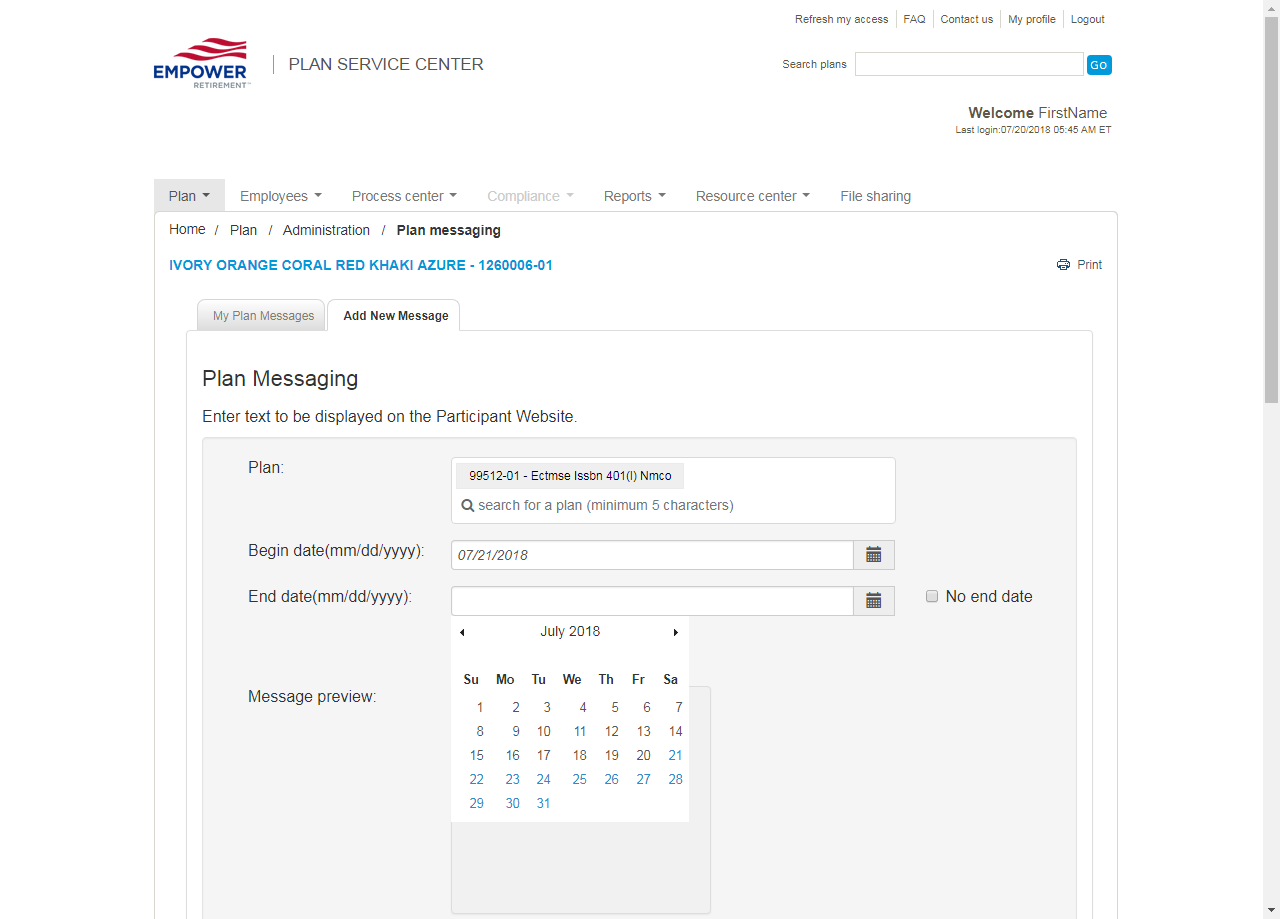 Refresh my access FAQ Contact us My profile Logout
EMPOWER
RETIREMENT™
PLAN SERVICE CENTER
Search plans Go
Welcome FirstName
Last login:07/20/2018 05:45 AM ET
Plan Employees Process center Compliance Reports Resource center File sharing
Home / Plan / Administration / Plan messaging
IVORY ORANGE CORAL RED KHAKI AZURE - 1260006-01 Print
My Plan Messages Add New Message
Plan Messaging
Enter text to be displayed on the Participant Website.
Plan: 99512-01 - Ectmse Issbn 401(l) Nmco
search for a plan (minimum 5 characters)
Begin date(mm/dd/yyyy): 07/21/2018
End date(mm/dd/yyyy): No end date
July 2018
Su Mo Tu We Th Fr Sa
Message preview:
1 2 3 4 5 6 7
8 9 10 11 12 13 14
15 16 17 18 19 20 21
22 23 24 25 26 27 28
29 30 31